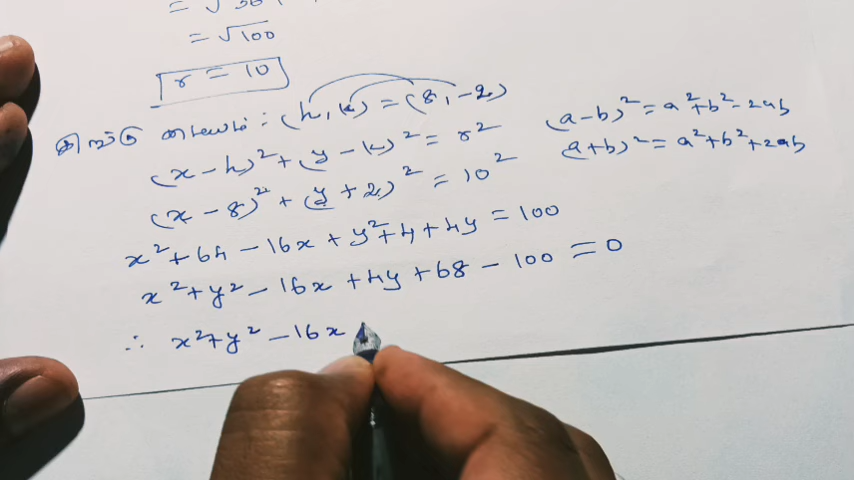 = √36
= √100
r = 10
(h, k) = (8, -2)
(x - h)² + (y - k)² = r²
(a - b)² = a² + b² - 2ab
(a + b)² = a² + b² + 2ab
(x - 8)² + (y + 2)² = 10²
x² + 64 - 16x + y² + 4 + 4y = 100
x² + y² - 16x + 4y + 68 - 100 = 0
∴ x² + y² - 16x